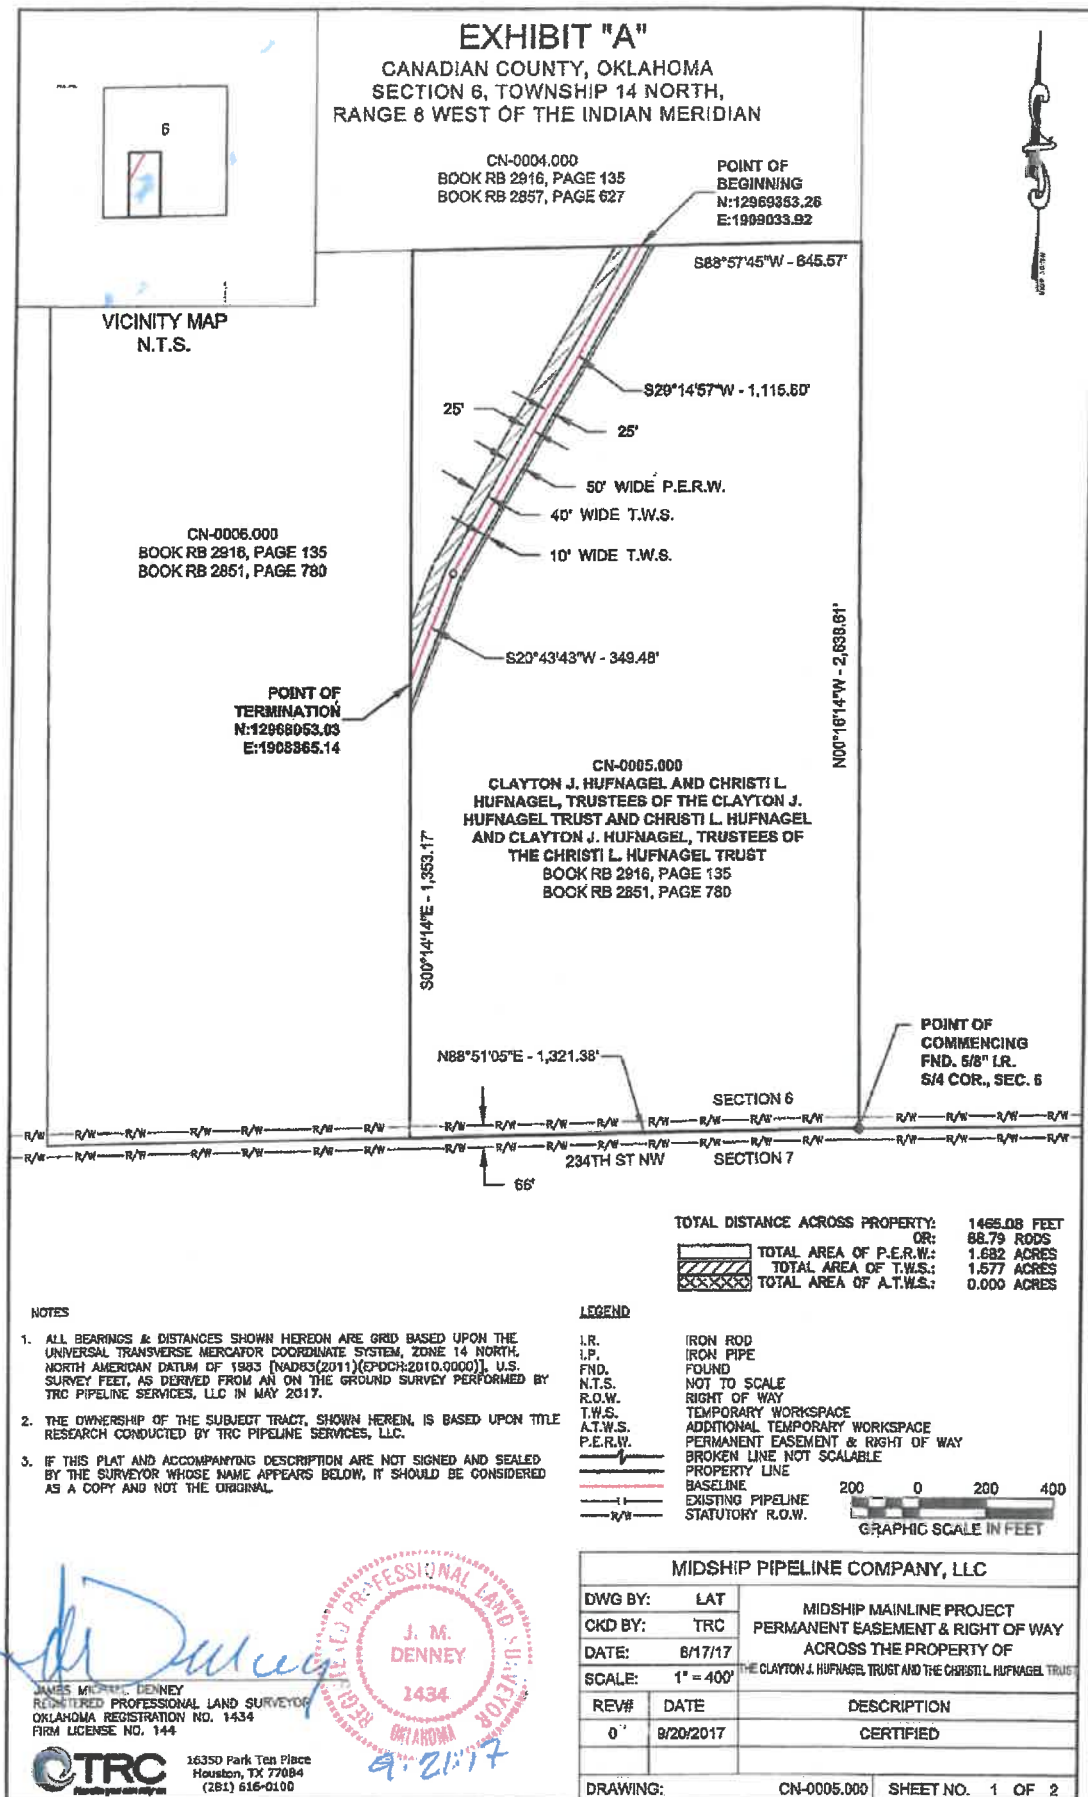 EXHIBIT "A"
CANADIAN COUNTY, OKLAHOMA
SECTION 6, TOWNSHIP 14 NORTH,
RANGE 8 WEST OF THE INDIAN MERIDIAN
6
VICINITY MAP
N.T.S.
CN-0004.000
BOOK RB 2916, PAGE 135
BOOK RB 2857, PAGE 627
POINT OF
BEGINNING
N:12969353.26
E:1909033.92
S88°57'45"W - 645.57'
S29°14'57"W - 1,115.60'
25'
25'
50' WIDE P.E.R.W.
40' WIDE T.W.S.
10' WIDE T.W.S.
CN-0006.000
BOOK RB 2918, PAGE 135
BOOK RB 2851, PAGE 780
S20°43'43"W - 349.48'
POINT OF
TERMINATION
N:12968053.03
E:1908365.14
N00°16'14"W - 2,638.61'
CN-0005.000
CLAYTON J. HUFNAGEL AND CHRISTI L.
HUFNAGEL, TRUSTEES OF THE CLAYTON J.
HUFNAGEL TRUST AND CHRISTI L. HUFNAGEL
AND CLAYTON J. HUFNAGEL, TRUSTEES OF
THE CHRISTI L. HUFNAGEL TRUST
BOOK RB 2916, PAGE 135
BOOK RB 2851, PAGE 780
S00°14'14"E - 1,353.17'
POINT OF
COMMENCING
FND. 5/8" I.R.
S/4 COR., SEC. 6
N88°51'05"E - 1,321.38'
SECTION 6
R/W R/W R/W R/W R/W R/W R/W R/W R/W R/W R/W R/W R/W R/W R/W R/W
R/W R/W R/W R/W R/W R/W R/W R/W R/W R/W R/W R/W R/W R/W R/W R/W
234TH ST NW
SECTION 7
66'
TOTAL DISTANCE ACROSS PROPERTY: 1465.08 FEET
OR: 88.79 RODS
TOTAL AREA OF P.E.R.W.: 1.682 ACRES
TOTAL AREA OF T.W.S.: 1.577 ACRES
TOTAL AREA OF A.T.W.S.: 0.000 ACRES
NOTES
1. ALL BEARINGS & DISTANCES SHOWN HEREON ARE GRID BASED UPON THE
UNIVERSAL TRANSVERSE MERCATOR COORDINATE SYSTEM, ZONE 14 NORTH,
NORTH AMERICAN DATUM OF 1983 [NAD83(2011)(EPOCH:2010.0000)], U.S.
SURVEY FEET, AS DERIVED FROM AN ON THE GROUND SURVEY PERFORMED BY
TRC PIPELINE SERVICES, LLC IN MAY 2017.
2. THE OWNERSHIP OF THE SUBJECT TRACT, SHOWN HEREIN, IS BASED UPON TITLE
RESEARCH CONDUCTED BY TRC PIPELINE SERVICES, LLC.
3. IF THIS PLAT AND ACCOMPANYING DESCRIPTION ARE NOT SIGNED AND SEALED
BY THE SURVEYOR WHOSE NAME APPEARS BELOW, IT SHOULD BE CONSIDERED
AS A COPY AND NOT THE ORIGINAL.
LEGEND
I.R. IRON ROD
I.P. IRON PIPE
FND. FOUND
N.T.S. NOT TO SCALE
R.O.W. RIGHT OF WAY
T.W.S. TEMPORARY WORKSPACE
A.T.W.S. ADDITIONAL TEMPORARY WORKSPACE
P.E.R.W. PERMANENT EASEMENT & RIGHT OF WAY
BROKEN LINE NOT SCALABLE
PROPERTY LINE
BASELINE
EXISTING PIPELINE
R/W STATUTORY R.O.W.
200 0 200 400
GRAPHIC SCALE IN FEET
REGISTERED PROFESSIONAL LAND SURVEYOR
J. M.
DENNEY
1434
OKLAHOMA
9·21·17
JAMES MICHAEL DENNEY
REGISTERED PROFESSIONAL LAND SURVEYOR
OKLAHOMA REGISTRATION NO. 1434
FIRM LICENSE NO. 144
TRC
16350 Park Ten Place
Houston, TX 77084
(281) 616-0100
MIDSHIP PIPELINE COMPANY, LLC
DWG BY: LAT
CKD BY: TRC
DATE: 6/17/17
SCALE: 1" = 400'
MIDSHIP MAINLINE PROJECT
PERMANENT EASEMENT & RIGHT OF WAY
ACROSS THE PROPERTY OF
THE CLAYTON J. HUFNAGEL TRUST AND THE CHRISTI L. HUFNAGEL TRUST
REV# DATE DESCRIPTION
0 9/20/2017 CERTIFIED
DRAWING: CN-0005.000 SHEET NO. 1 OF 2